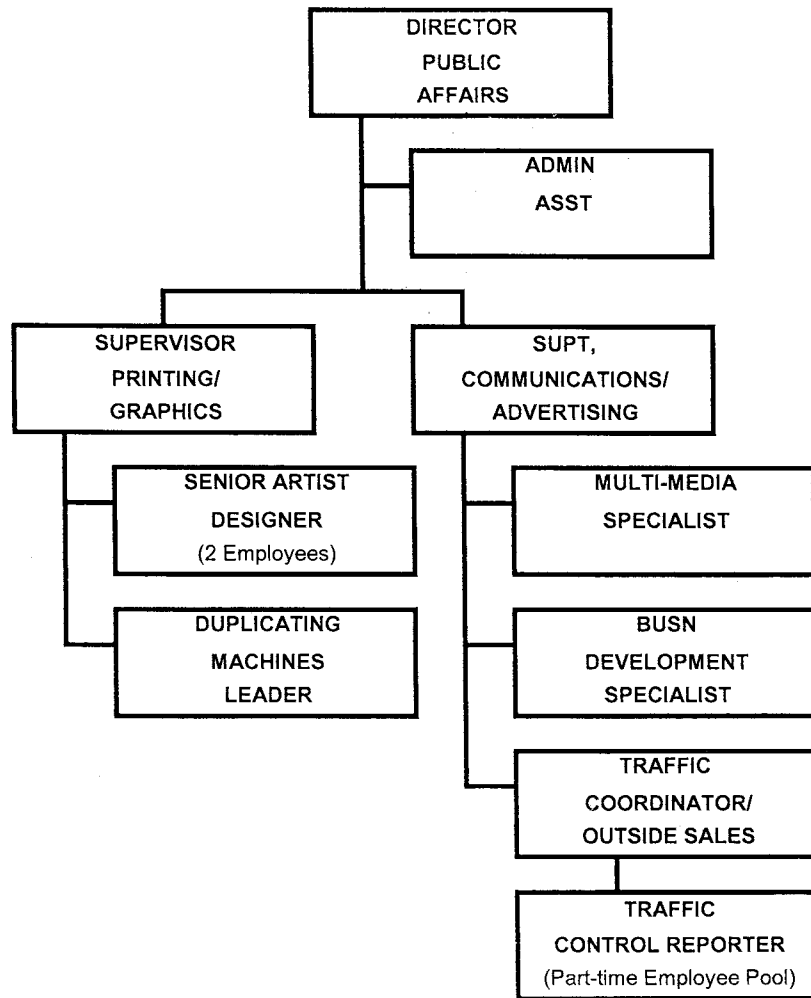 DIRECTOR
PUBLIC
AFFAIRS
ADMIN
ASST
SUPERVISOR
PRINTING/
GRAPHICS
SUPT,
COMMUNICATIONS/
ADVERTISING
SENIOR ARTIST
DESIGNER
(2 Employees)
MULTI-MEDIA
SPECIALIST
DUPLICATING
MACHINES
LEADER
BUSN
DEVELOPMENT
SPECIALIST
TRAFFIC
COORDINATOR/
OUTSIDE SALES
TRAFFIC
CONTROL REPORTER
(Part-time Employee Pool)